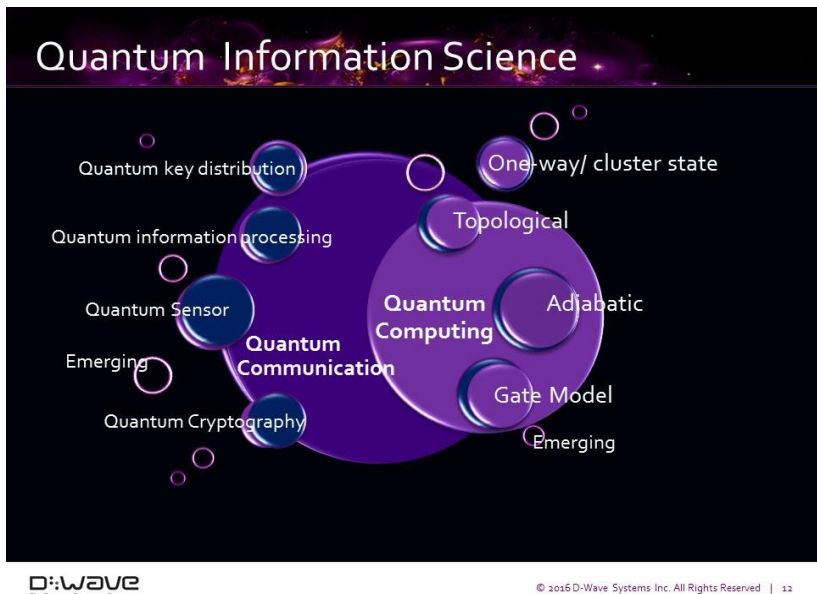 Quantum Information Science
Quantum key distribution
One-way/ cluster state
Topological
Quantum information processing
Quantum Sensor
Quantum
Computing
Adiabatic
Quantum
Communication
Emerging
Gate Model
Quantum Cryptography
Emerging
D:wave
© 2016 D-Wave Systems Inc. All Rights Reserved | 12